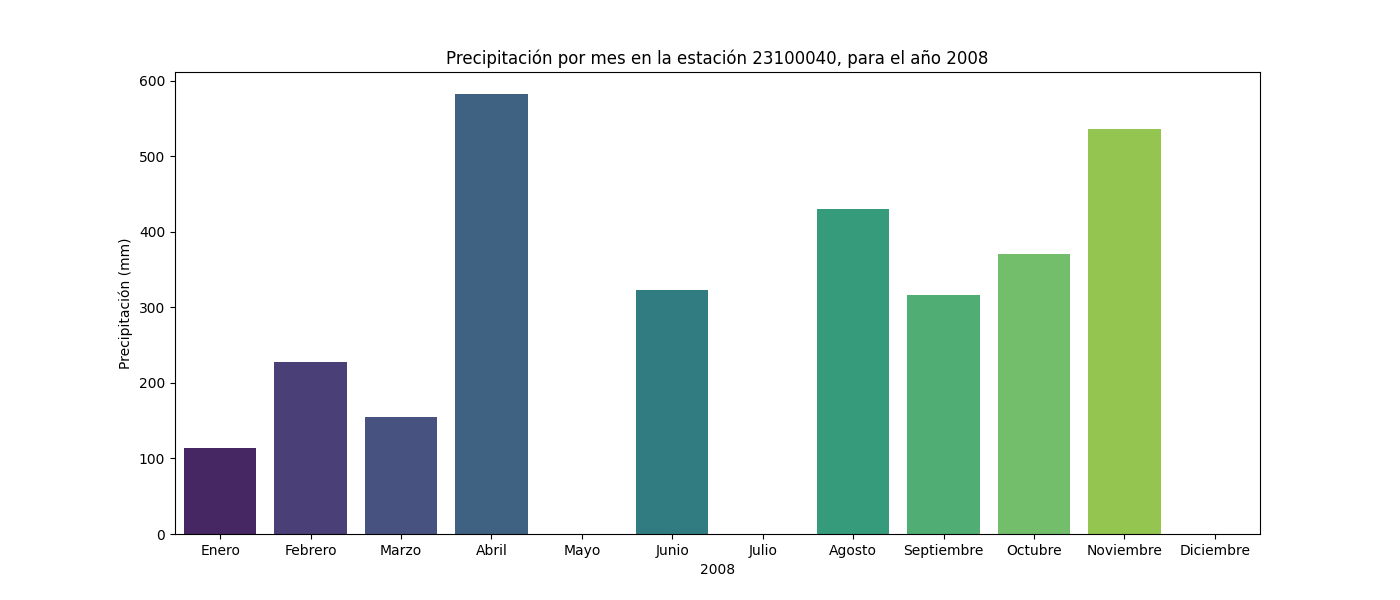 Precipitación por mes en la estación 23100040, para el año 2008
Precipitación (mm)
600
500
400
300
200
100
0
Enero Febrero Marzo Abril Mayo Junio Julio Agosto Septiembre Octubre Noviembre Diciembre
2008